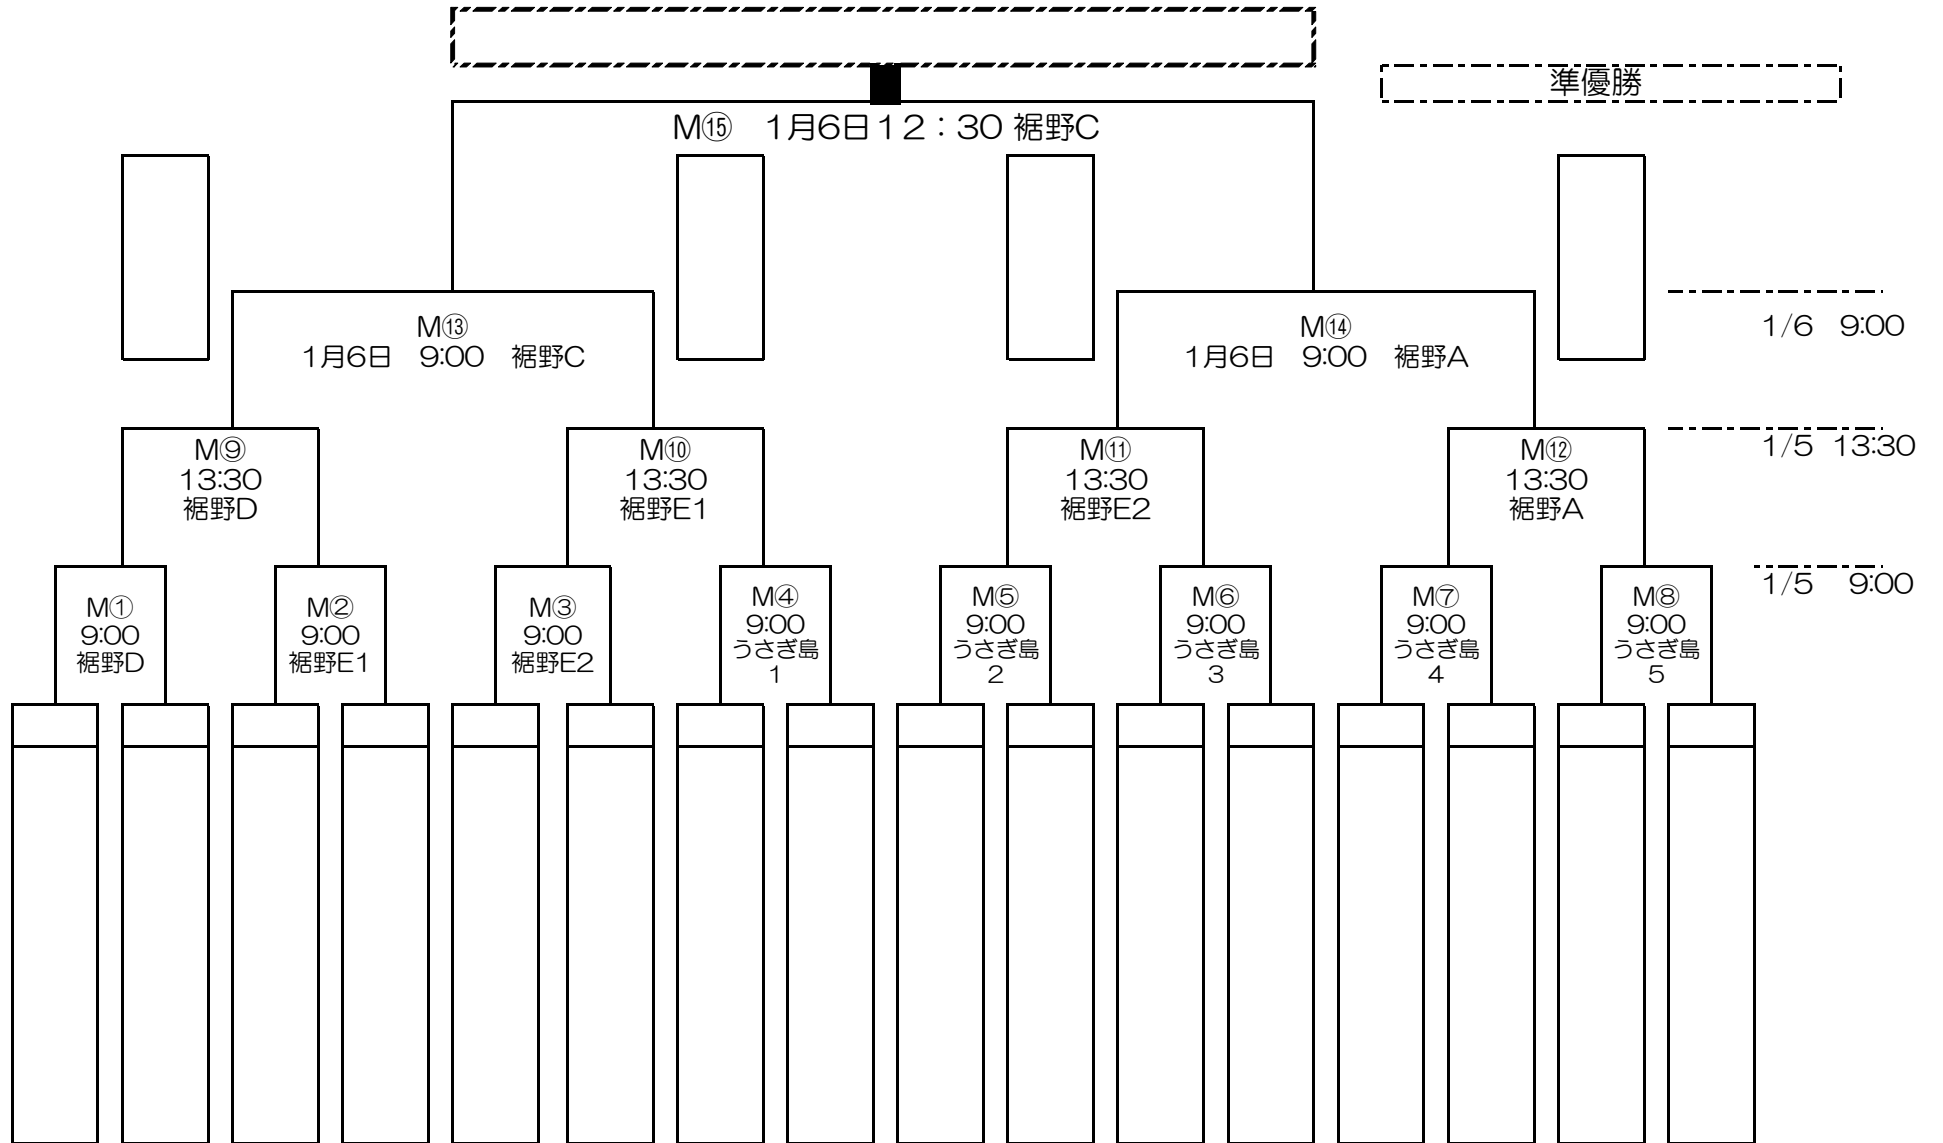 準優勝
M⑮　1月6日１２：３０ 裾野C
M⑬
1月6日　9:00　裾野C
M⑭
1月6日　9:00　裾野A
1/6　9:00
M⑨
13:30
裾野D
M⑩
13:30
裾野E1
M⑪
13:30
裾野E2
M⑫
13:30
裾野A
1/5　13:30
M①
9:00
裾野D
M②
9:00
裾野E1
M③
9:00
裾野E2
M④
9:00
うさぎ島
1
M⑤
9:00
うさぎ島
2
M⑥
9:00
うさぎ島
3
M⑦
9:00
うさぎ島
4
M⑧
9:00
うさぎ島
5
1/5　9:00